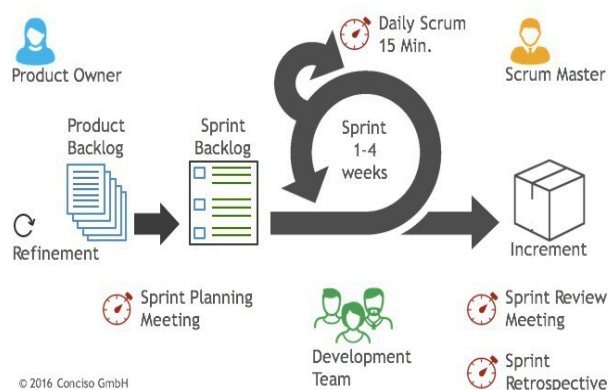 Daily Scrum
15 Min.
Product Owner
Scrum Master
Product
Backlog
Sprint
Backlog
Sprint
1-4
weeks
Refinement
Increment
Sprint Planning
Meeting
Sprint Review
Meeting
Development
Team
Sprint
Retrospective
© 2016 Conciso GmbH